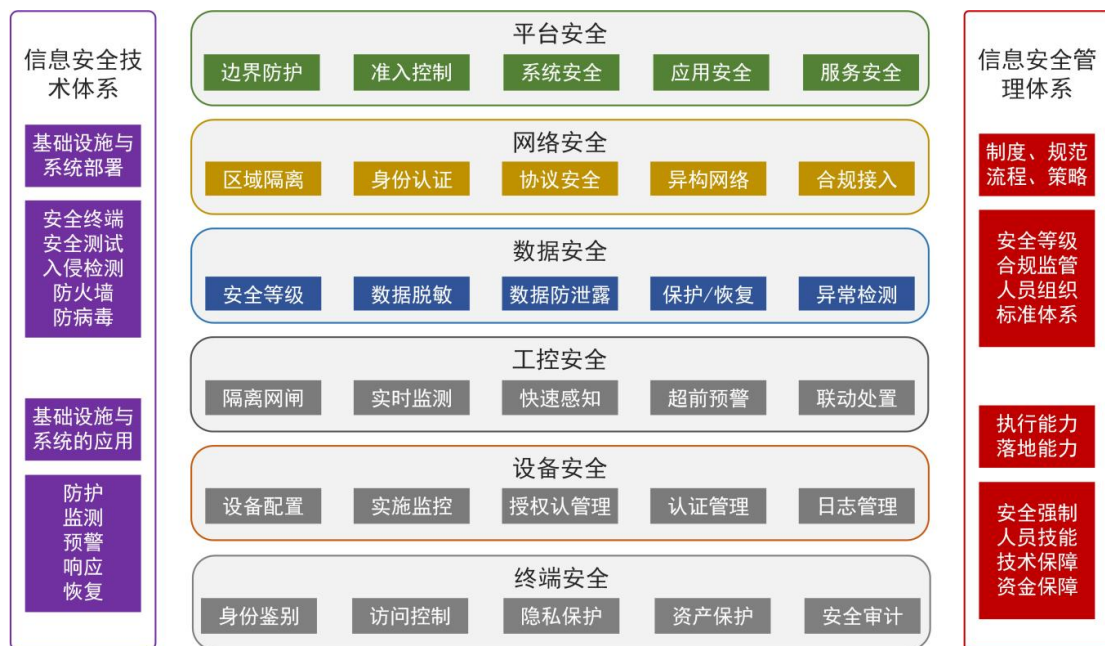 信息安全技
术体系
基础设施与
系统部署
安全终端
安全测试
入侵检测
防火墙
防病毒
基础设施与
系统的应用
防护
监测
预警
响应
恢复
平台安全
边界防护 准入控制 系统安全 应用安全 服务安全
网络安全
区域隔离 身份认证 协议安全 异构网络 合规接入
数据安全
安全等级 数据脱敏 数据防泄露 保护/恢复 异常检测
工控安全
隔离网闸 实时监测 快速感知 超前预警 联动处置
设备安全
设备配置 实施监控 授权认管理 认证管理 日志管理
终端安全
身份鉴别 访问控制 隐私保护 资产保护 安全审计
信息安全管
理体系
制度、规范
流程、策略
安全等级
合规监管
人员组织
标准体系
执行能力
落地能力
安全强制
人员技能
技术保障
资金保障